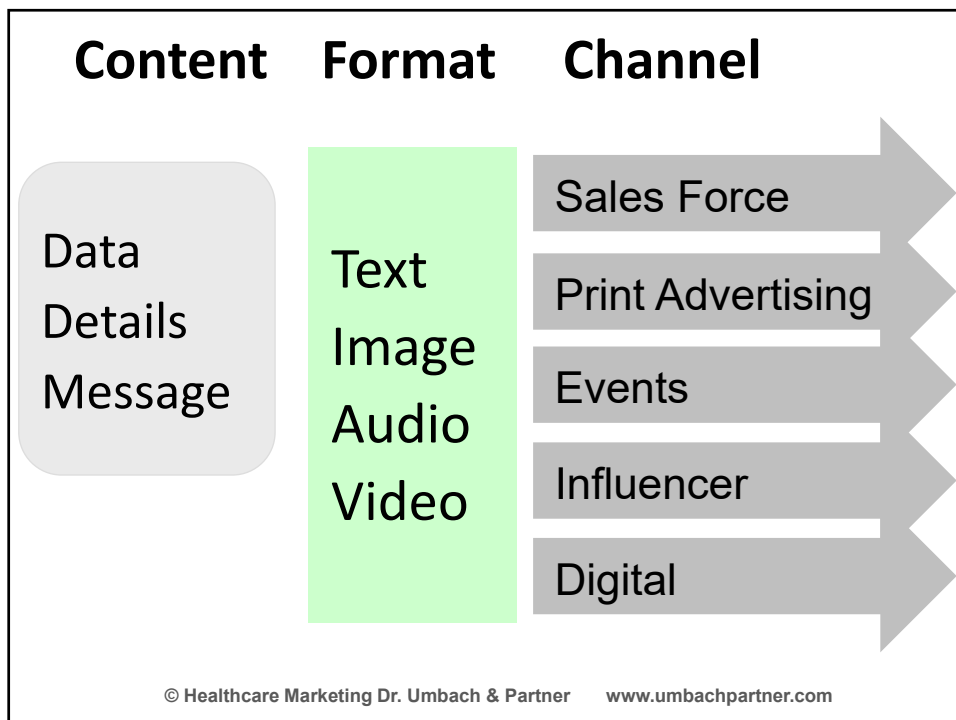 Content Format Channel
Data
Details
Message
Text
Image
Audio
Video
Sales Force
Print Advertising
Events
Influencer
Digital
© Healthcare Marketing Dr. Umbach & Partner www.umbachpartner.com